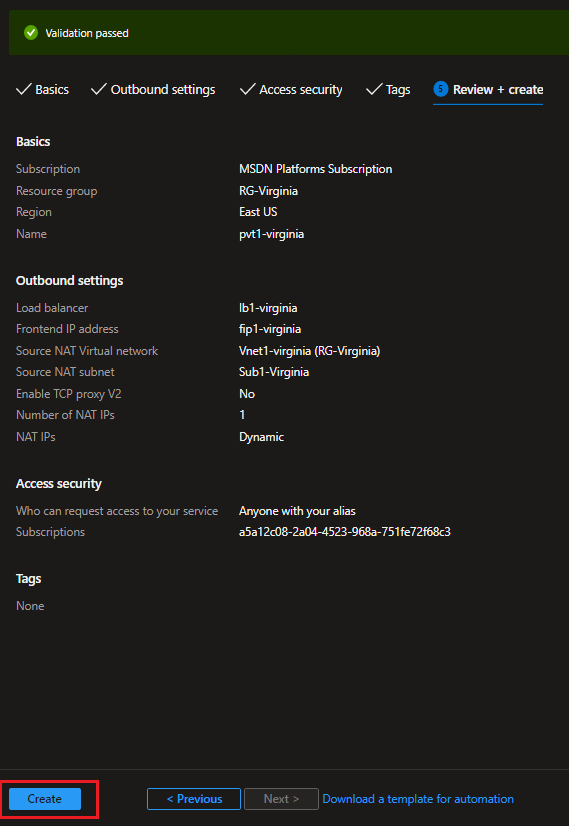 Validation passed
Basics Outbound settings Access security Tags 5 Review + create
Basics
Subscription MSDN Platforms Subscription
Resource group RG-Virginia
Region East US
Name pvt1-virginia
Outbound settings
Load balancer lb1-virginia
Frontend IP address fip1-virginia
Source NAT Virtual network Vnet1-virginia (RG-Virginia)
Source NAT subnet Sub1-Virginia
Enable TCP proxy V2 No
Number of NAT IPs 1
NAT IPs Dynamic
Access security
Who can request access to your service Anyone with your alias
Subscriptions a5a12c08-2a04-4523-968a-751fe72f68c3
Tags
None
Create < Previous Next > Download a template for automation